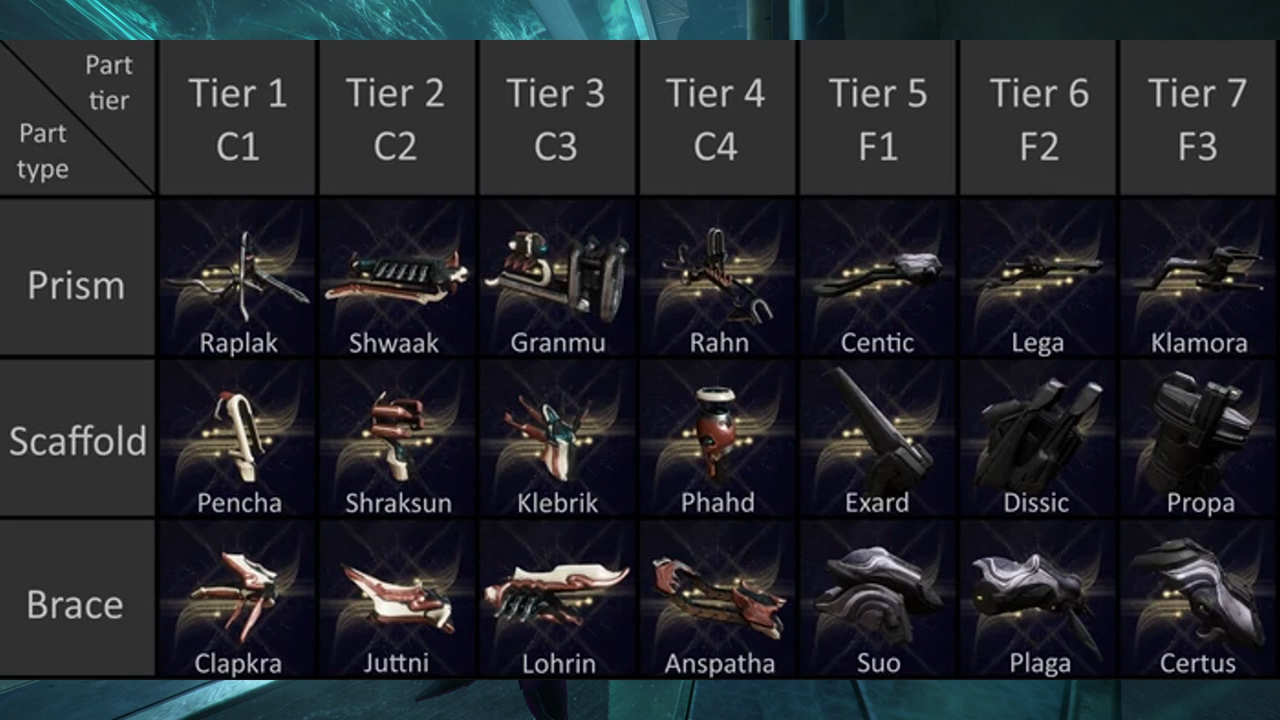 Part
tier
Part
type
Tier 1
C1
Tier 2
C2
Tier 3
C3
Tier 4
C4
Tier 5
F1
Tier 6
F2
Tier 7
F3
Prism
Raplak
Shwaak
Granmu
Rahn
Centic
Lega
Klamora
Scaffold
Pencha
Shraksun
Klebrik
Phahd
Exard
Dissic
Propa
Brace
Clapkra
Juttni
Lohrin
Anspatha
Suo
Plaga
Certus